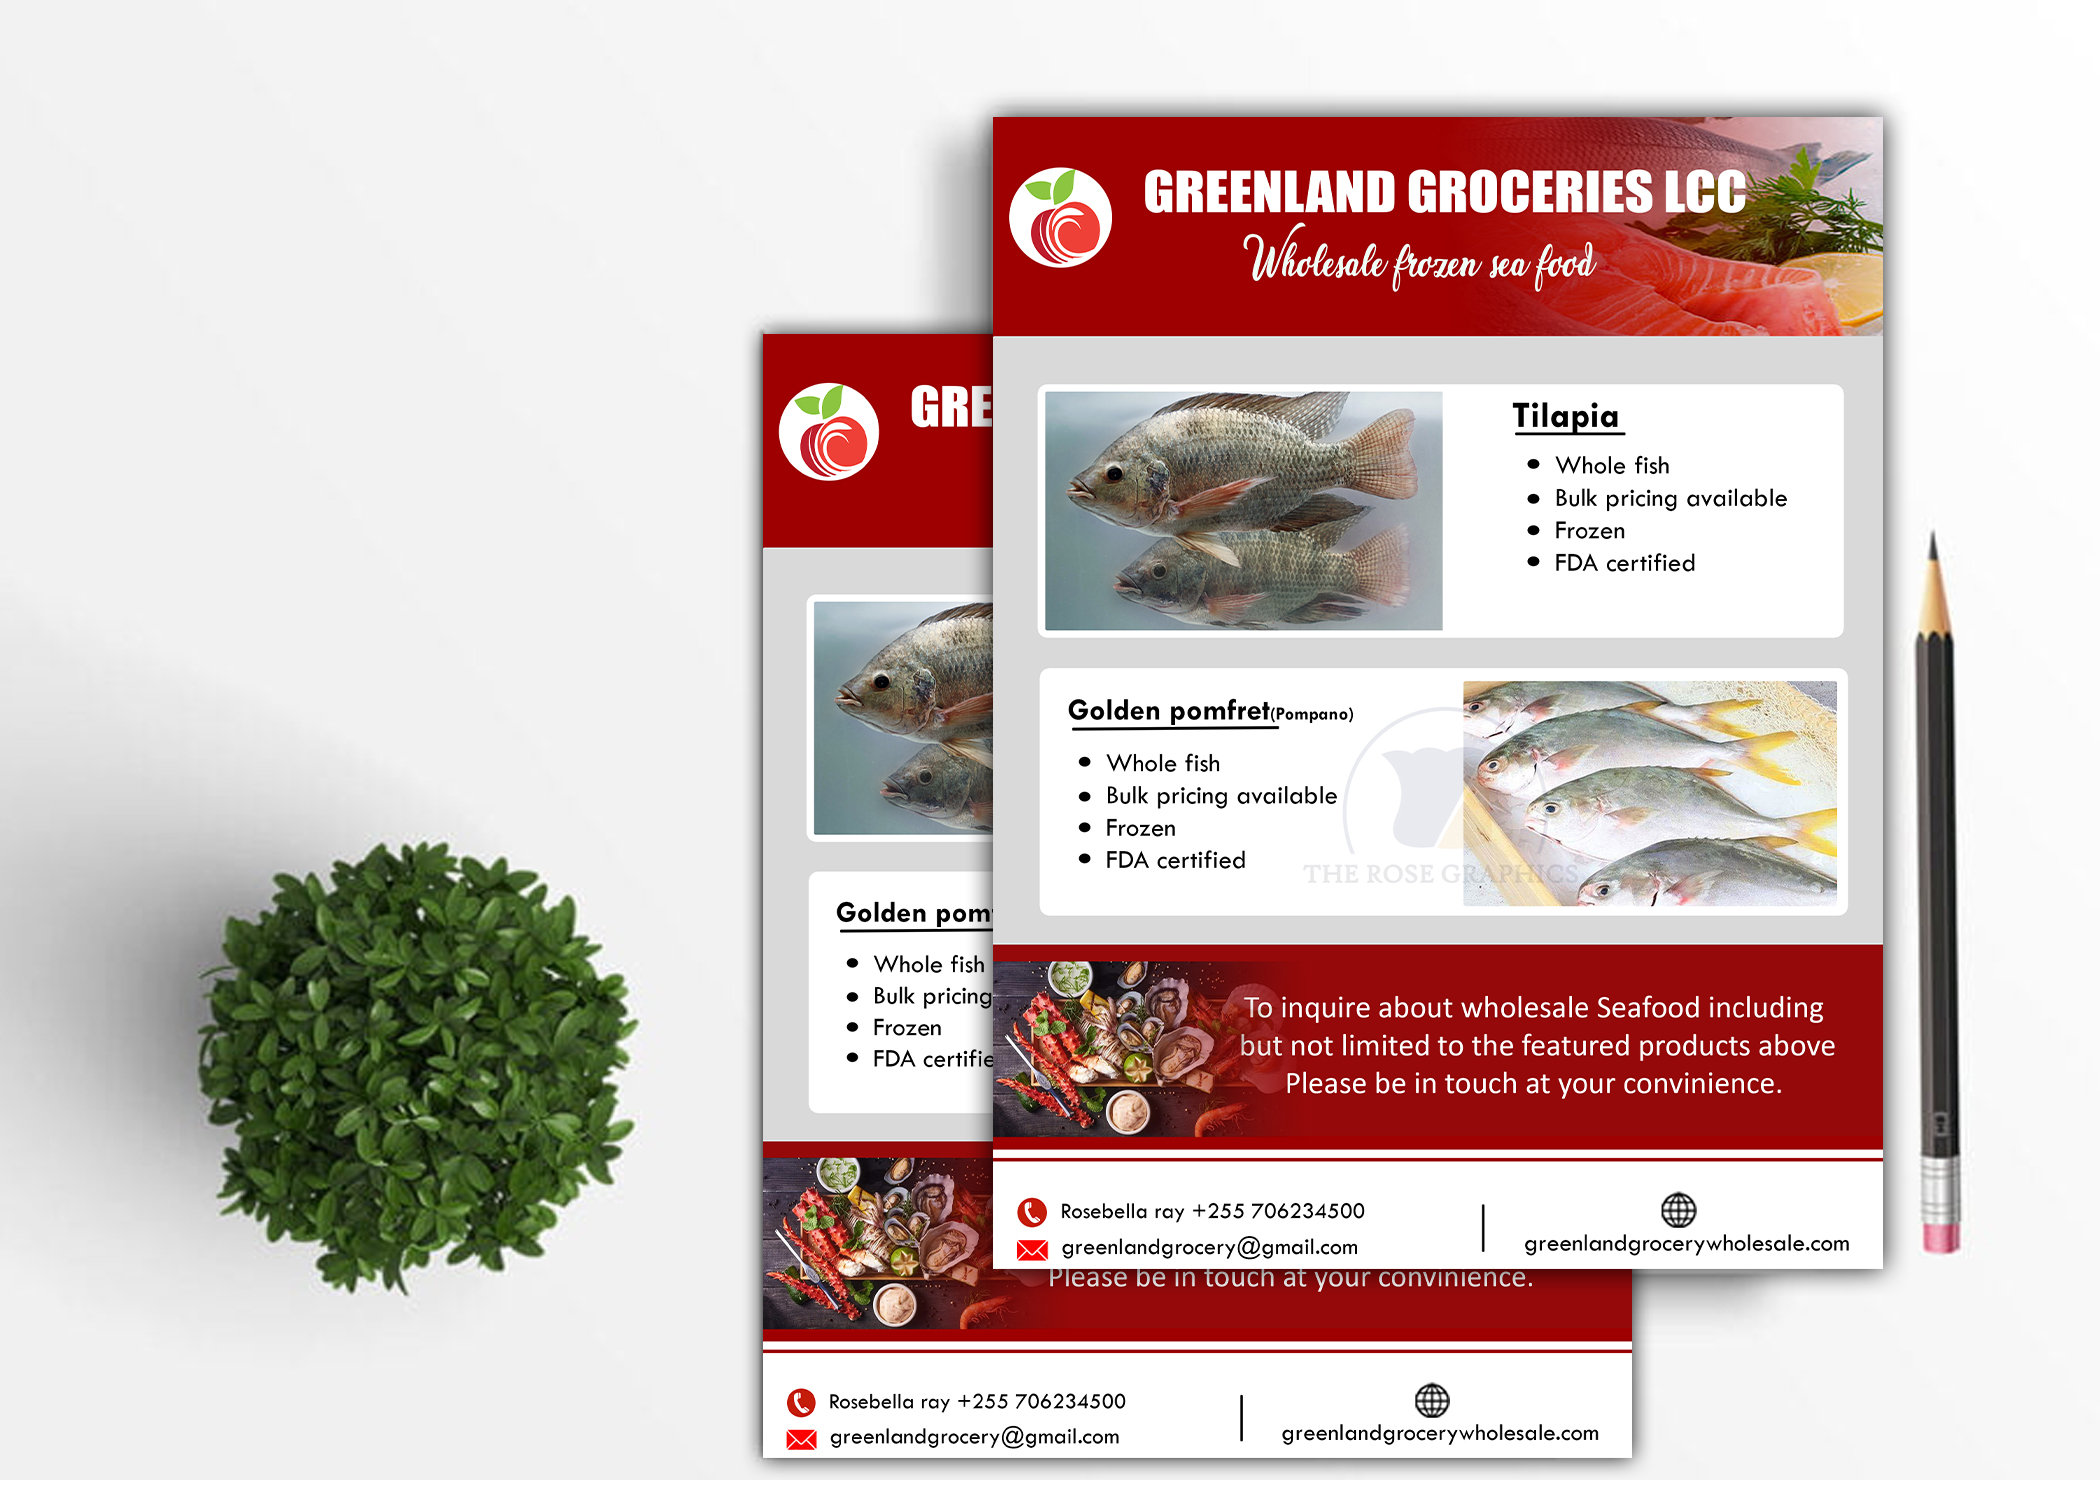 GREENLAND GROCERIES LCC
Wholesale frozen sea food
Tilapia
Whole fish
Bulk pricing available
Frozen
FDA certified
Golden pomfret(Pompano)
Whole fish
Bulk pricing available
Frozen
FDA certified
THE ROSE GRAPHICS
To inquire about wholesale Seafood including
but not limited to the featured products above
Please be in touch at your convinience.
Rosebella ray +255 706234500
greenlandgrocery@gmail.com
greenlandgrocerywholesale.com
GRE
Golden pom
Whole fish
Bulk pricing
Frozen
FDA certifie
Please be in touch at your convinience.
Rosebella ray +255 706234500
greenlandgrocery@gmail.com
greenlandgrocerywholesale.com